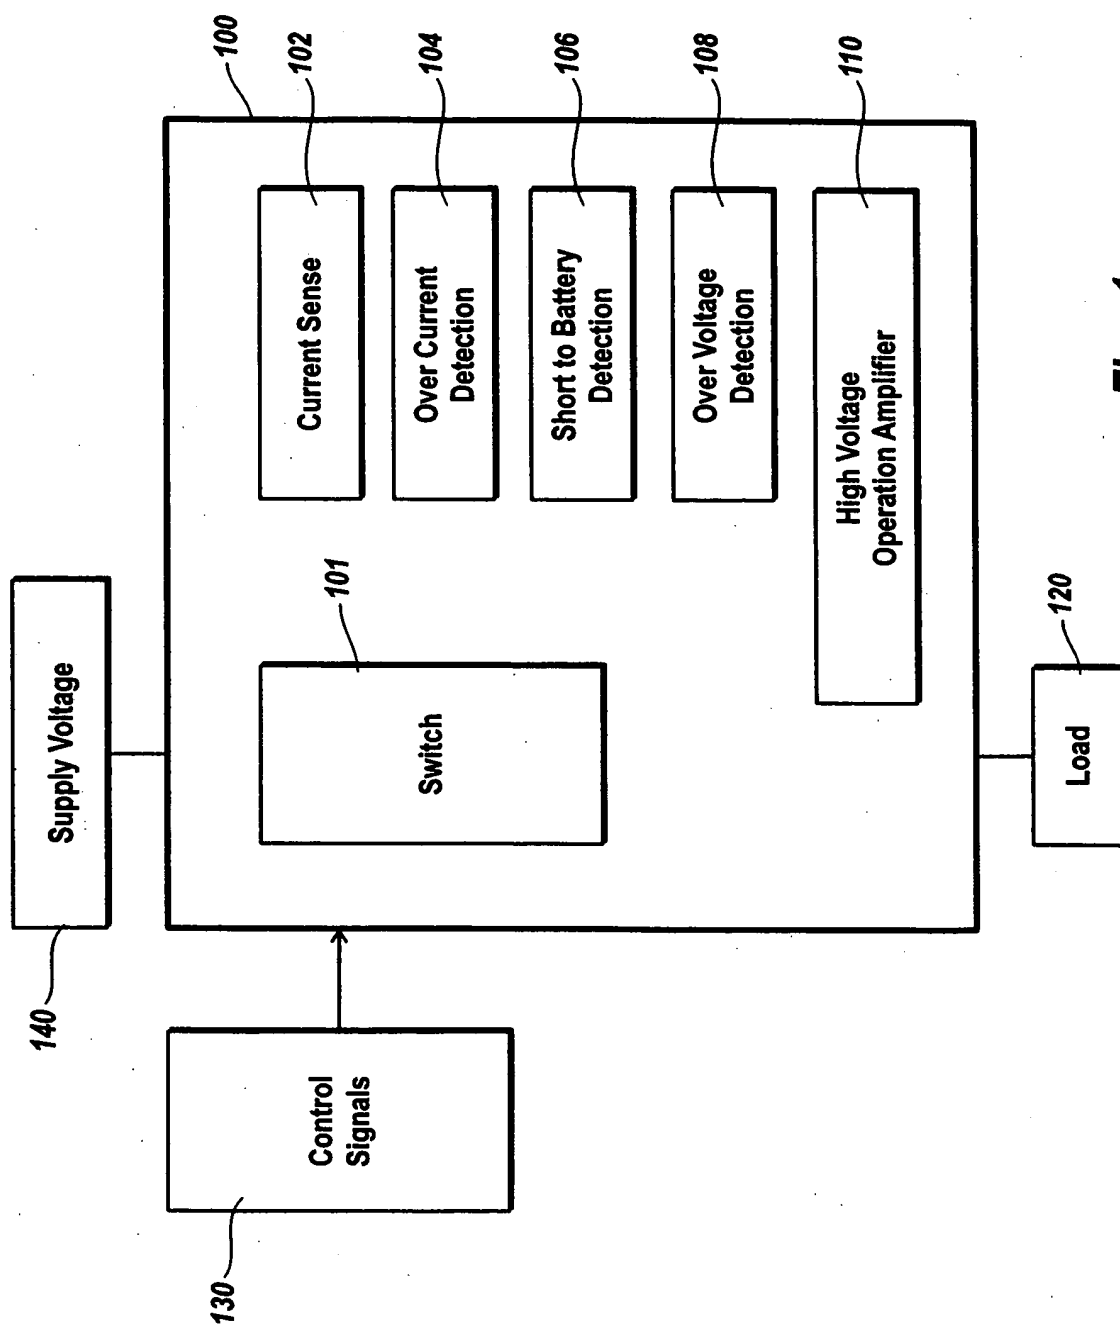 100
102
104
106
108
110
Current Sense
Over Current
Detection
Short to Battery
Detection
Over Voltage
Detection
High Voltage
Operation Amplifier
101
Switch
Supply Voltage
140
Control
Signals
130
Load
120